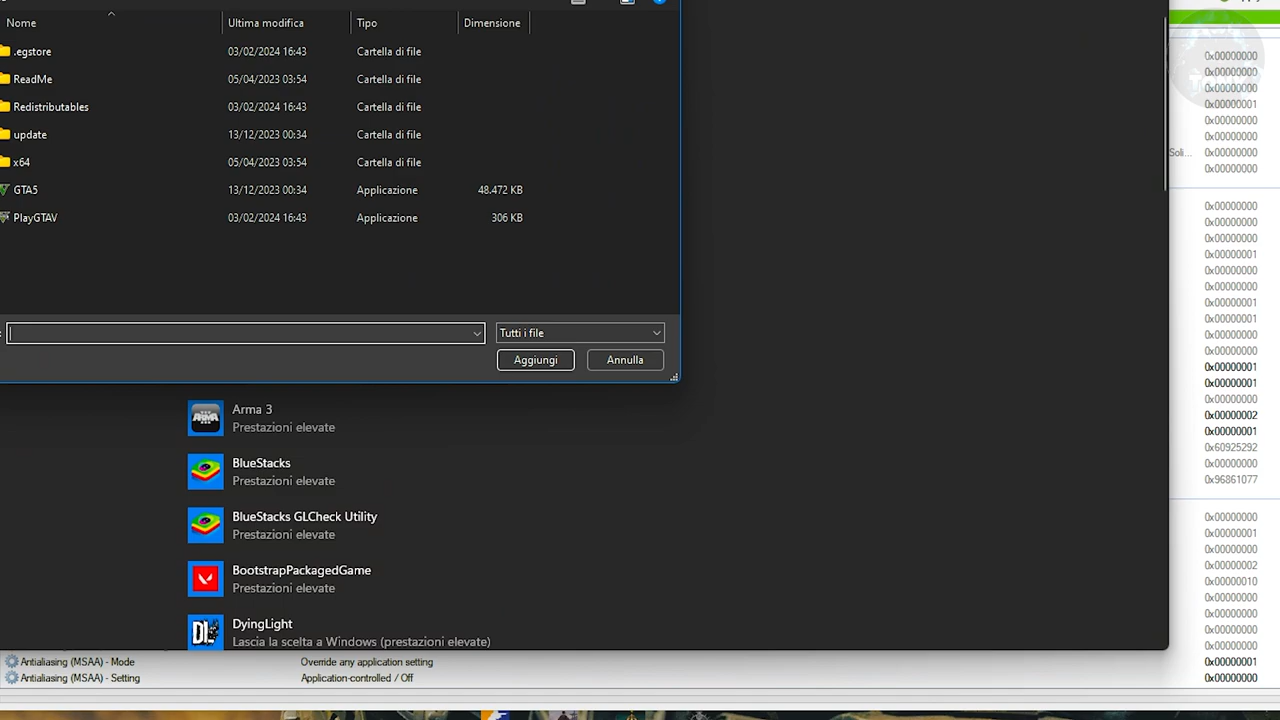 Nome Ultima modifica Tipo Dimensione
.egstore 03/02/2024 16:43 Cartella di file
ReadMe 05/04/2023 03:54 Cartella di file
Redistributables 03/02/2024 16:43 Cartella di file
update 13/12/2023 00:34 Cartella di file
x64 05/04/2023 03:54 Cartella di file
GTA5 13/12/2023 00:34 Applicazione 48.472 KB
PlayGTAV 03/02/2024 16:43 Applicazione 306 KB
Tutti i file
Aggiungi Annulla
Arma 3
Prestazioni elevate
BlueStacks
Prestazioni elevate
BlueStacks GLCheck Utility
Prestazioni elevate
BootstrapPackagedGame
Prestazioni elevate
DyingLight
Lascia la scelta a Windows (prestazioni elevate)
Antialiasing (MSAA) - Mode Override any application setting
Antialiasing (MSAA) - Setting Application-controlled / Off
0x00000000
0x00000000
0x00000000
0x00000001
0x00000000
0x00000000
Soli... 0x00000000
0x00000000
0x00000000
0x00000000
0x00000000
0x00000001
0x00000000
0x00000000
0x00000001
0x00000001
0x00000000
0x00000000
0x00000001
0x00000001
0x00000000
0x00000002
0x00000001
0x60925292
0x00000000
0x96861077
0x00000000
0x00000001
0x00000000
0x00000002
0x00000010
0x00000000
0x00000000
0x00000000
0x00000000
0x00000001
0x00000000